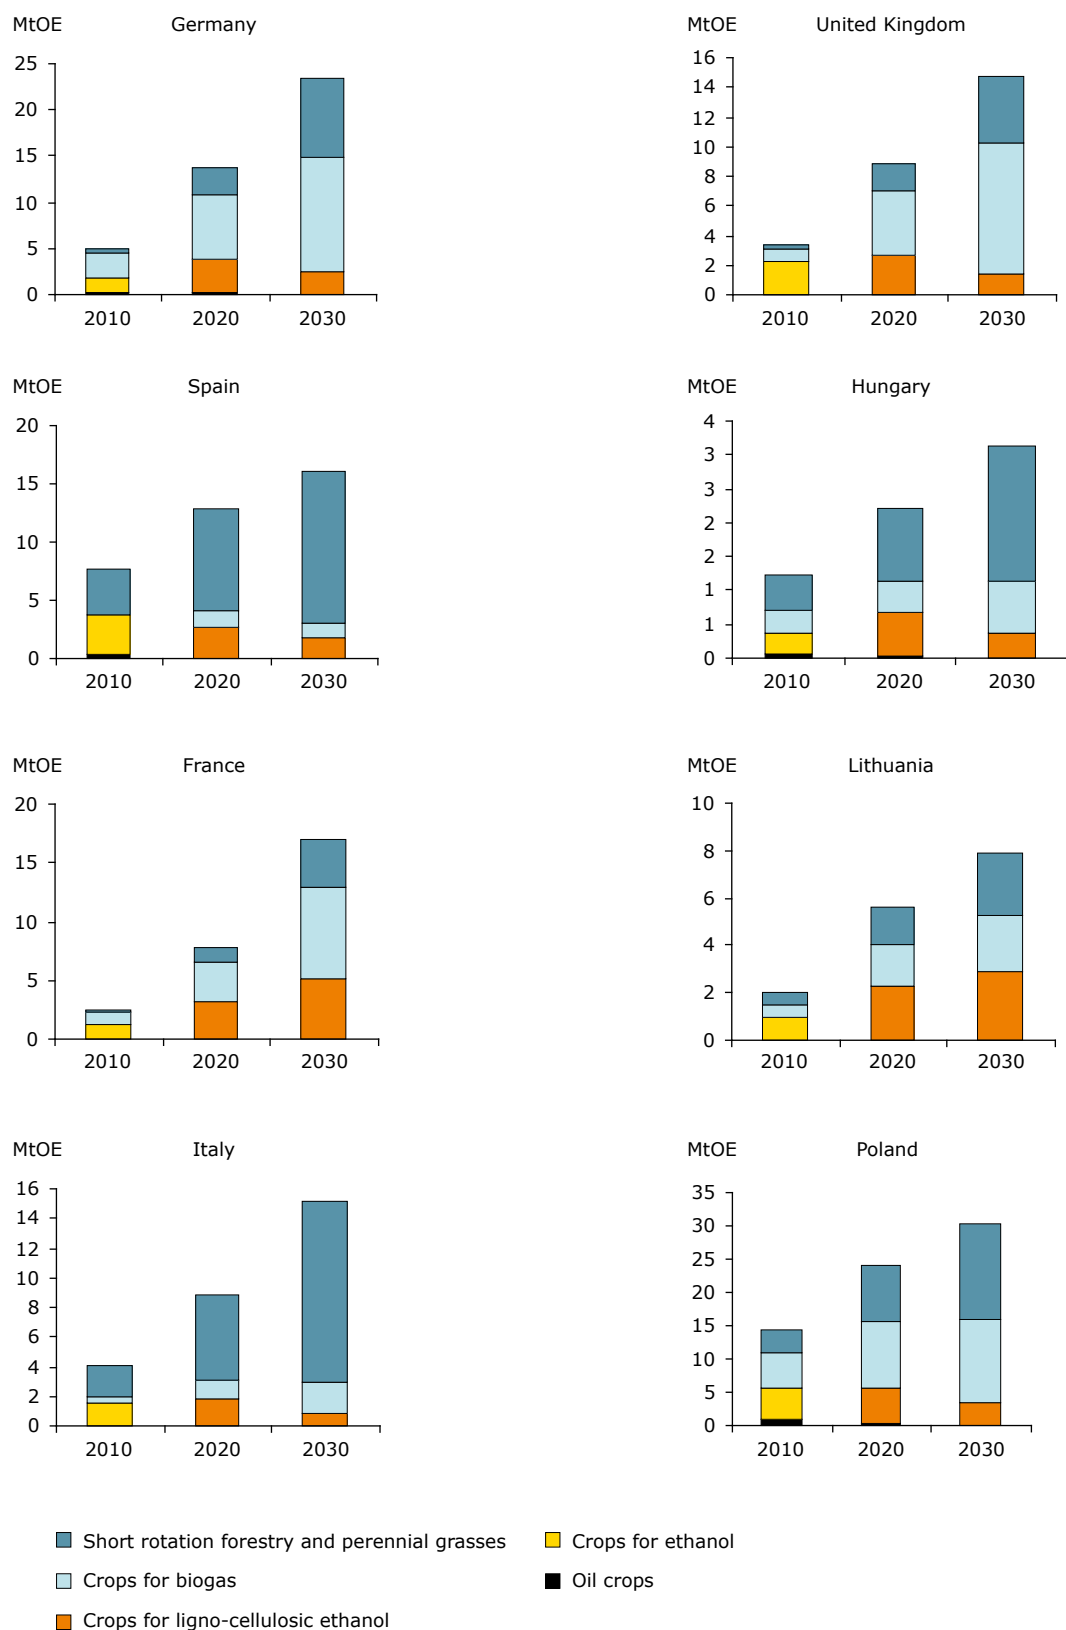 MtOE Germany
25
20
15
10
5
0
2010 2020 2030
MtOE United Kingdom
16
14
12
10
8
6
4
2
0
2010 2020 2030
MtOE Spain
20
15
10
5
0
2010 2020 2030
MtOE Hungary
4
3
3
2
2
1
1
0
2010 2020 2030
MtOE France
20
15
10
5
0
2010 2020 2030
MtOE Lithuania
10
8
6
4
2
0
2010 2020 2030
MtOE Italy
16
14
12
10
8
6
4
2
0
2010 2020 2030
MtOE Poland
35
30
25
20
15
10
5
0
2010 2020 2030
Short rotation forestry and perennial grasses
Crops for biogas
Crops for ligno-cellulosic ethanol
Crops for ethanol
Oil crops